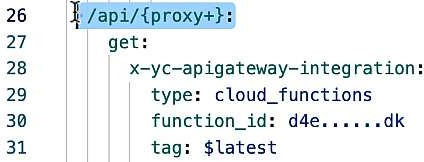 26 /api/{proxy+}:
27 get:
28 x-yc-apigateway-integration:
29 type: cloud_functions
30 function_id: d4e......dk
31 tag: $latest